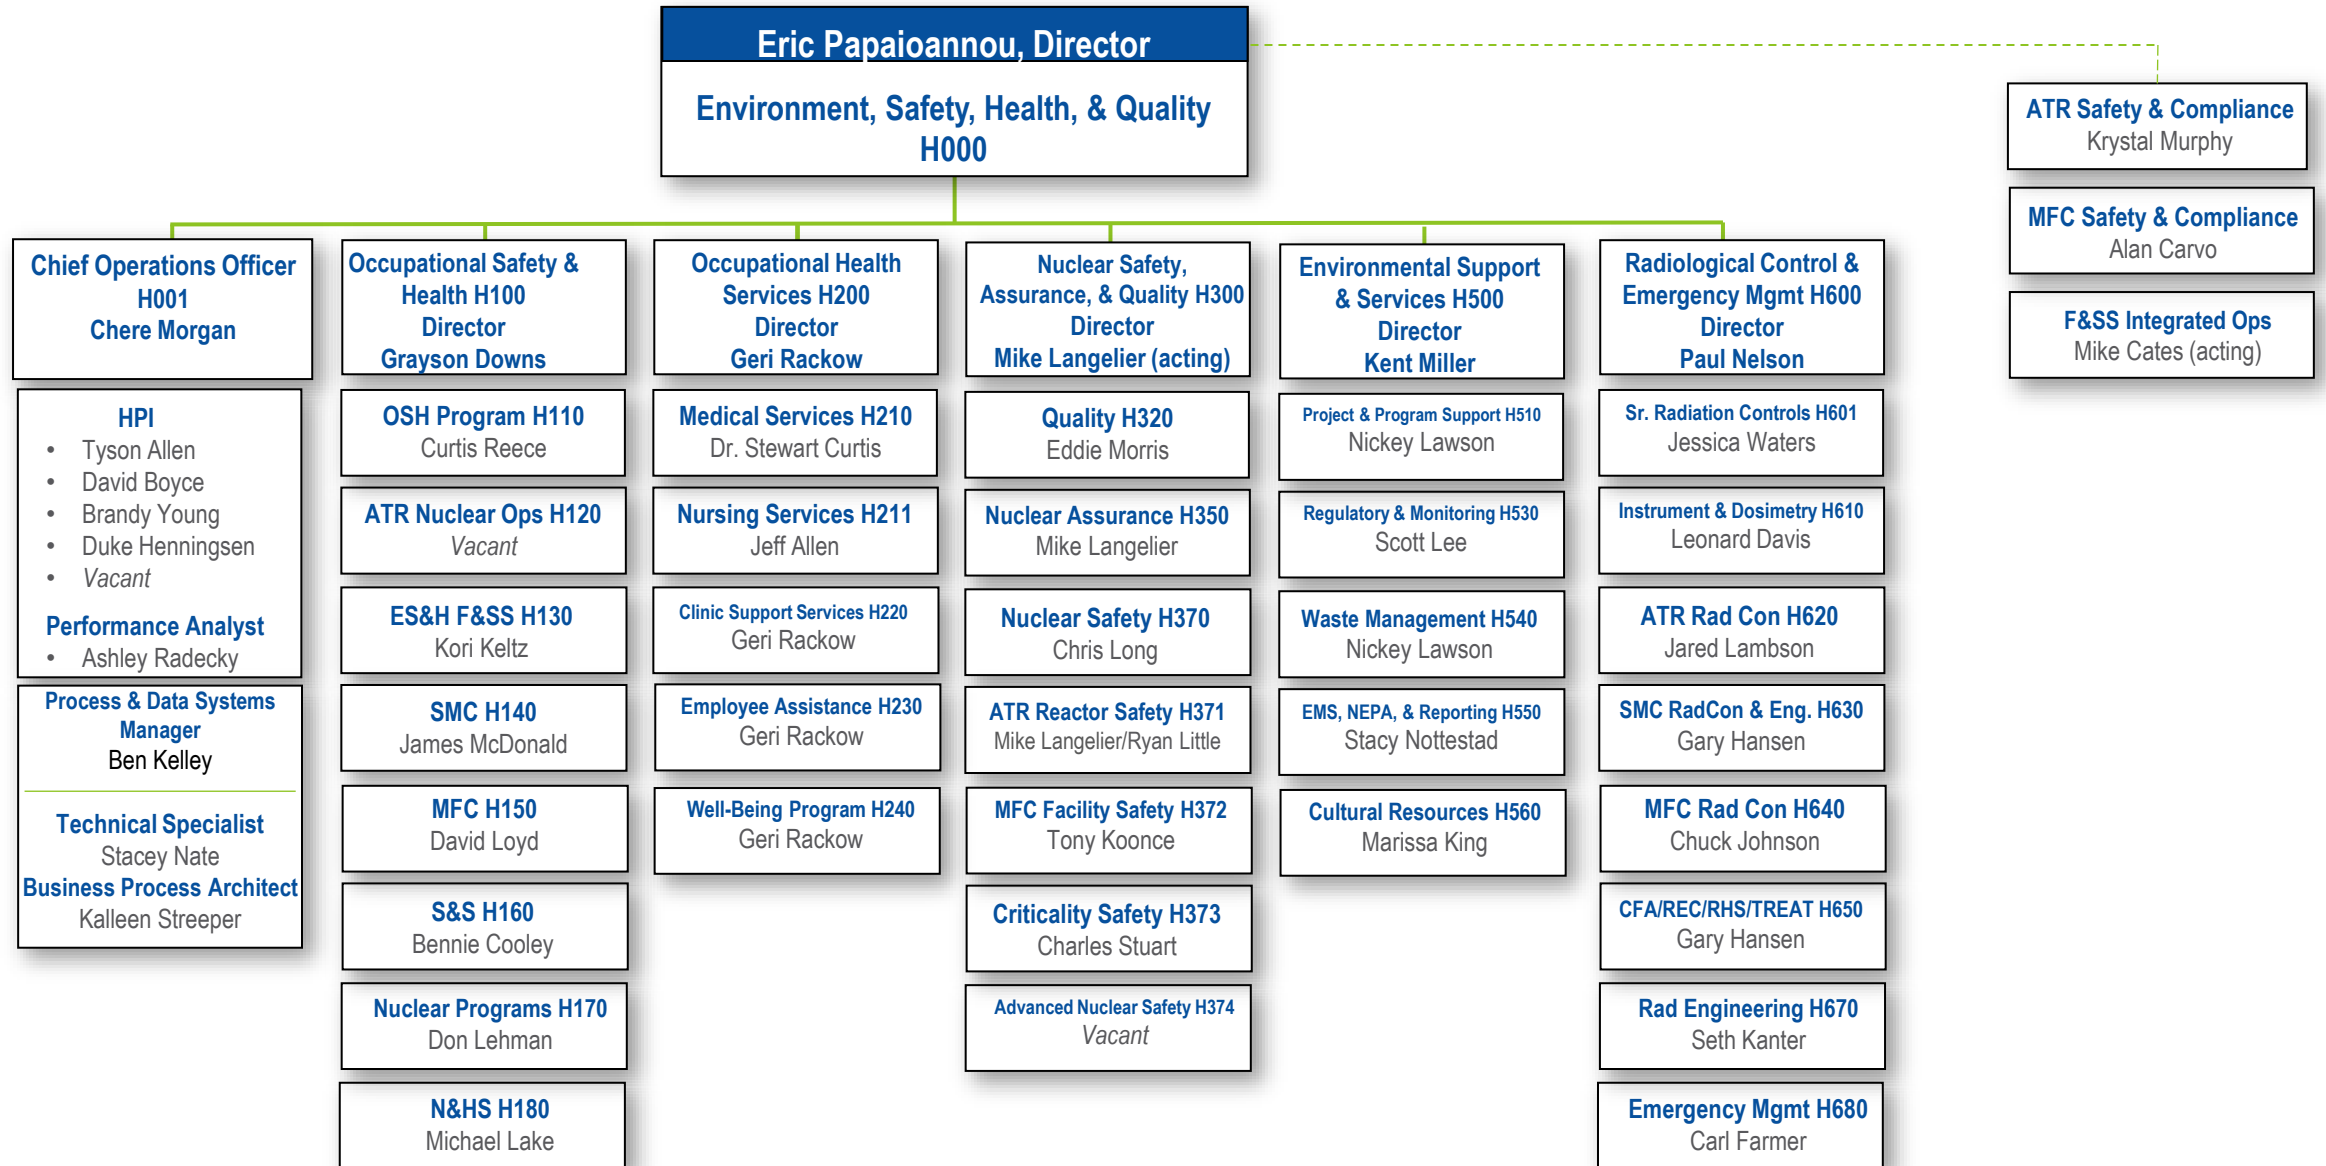 Eric Papaioannou, Director
Environment, Safety, Health, & Quality
H000
ATR Safety & Compliance
Krystal Murphy
MFC Safety & Compliance
Alan Carvo
F&SS Integrated Ops
Mike Cates (acting)
Chief Operations Officer
H001
Chere Morgan
HPI
• Tyson Allen
• David Boyce
• Brandy Young
• Duke Henningsen
• Vacant
Performance Analyst
• Ashley Radecky
Process & Data Systems
Manager
Ben Kelley
Technical Specialist
Stacey Nate
Business Process Architect
Kalleen Streeper
Occupational Safety &
Health H100
Director
Grayson Downs
OSH Program H110
Curtis Reece
ATR Nuclear Ops H120
Vacant
ES&H F&SS H130
Kori Keltz
SMC H140
James McDonald
MFC H150
David Loyd
S&S H160
Bennie Cooley
Nuclear Programs H170
Don Lehman
N&HS H180
Michael Lake
Occupational Health
Services H200
Director
Geri Rackow
Medical Services H210
Dr. Stewart Curtis
Nursing Services H211
Jeff Allen
Clinic Support Services H220
Geri Rackow
Employee Assistance H230
Geri Rackow
Well-Being Program H240
Geri Rackow
Nuclear Safety,
Assurance, & Quality H300
Director
Mike Langelier (acting)
Quality H320
Eddie Morris
Nuclear Assurance H350
Mike Langelier
Nuclear Safety H370
Chris Long
ATR Reactor Safety H371
Mike Langelier/Ryan Little
MFC Facility Safety H372
Tony Koonce
Criticality Safety H373
Charles Stuart
Advanced Nuclear Safety H374
Vacant
Environmental Support
& Services H500
Director
Kent Miller
Project & Program Support H510
Nickey Lawson
Regulatory & Monitoring H530
Scott Lee
Waste Management H540
Nickey Lawson
EMS, NEPA, & Reporting H550
Stacy Nottestad
Cultural Resources H560
Marissa King
Radiological Control &
Emergency Mgmt H600
Director
Paul Nelson
Sr. Radiation Controls H601
Jessica Waters
Instrument & Dosimetry H610
Leonard Davis
ATR Rad Con H620
Jared Lambson
SMC RadCon & Eng. H630
Gary Hansen
MFC Rad Con H640
Chuck Johnson
CFA/REC/RHS/TREAT H650
Gary Hansen
Rad Engineering H670
Seth Kanter
Emergency Mgmt H680
Carl Farmer